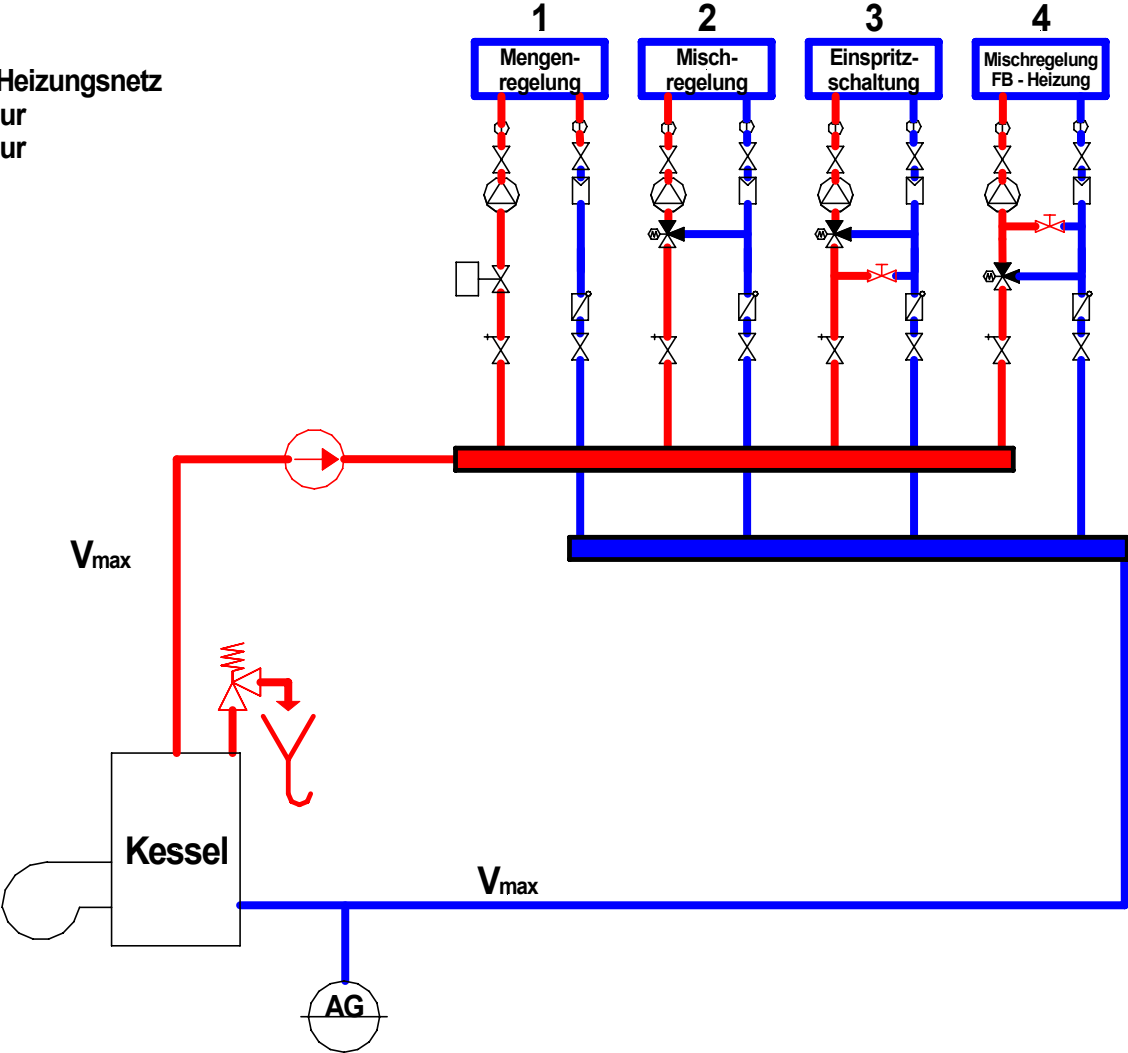 1 2 3 4
Mengen-
regelung
Misch-
regelung
Einspritz-
schaltung
Mischregelung
FB - Heizung
Heizungsnetz
ur
ur
M
M
M
Vmax
Kessel
Vmax
AG